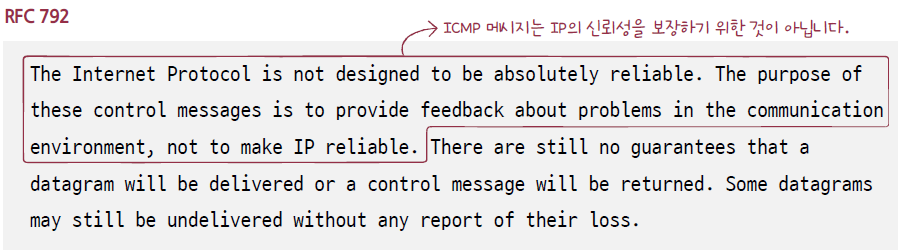 RFC 792
ICMP 메시지는 IP의 신뢰성을 보장하기 위한 것이 아닙니다.
The Internet Protocol is not designed to be absolutely reliable. The purpose of
these control messages is to provide feedback about problems in the communication
environment, not to make IP reliable. There are still no guarantees that a
datagram will be delivered or a control message will be returned. Some datagrams
may still be undelivered without any report of their loss.